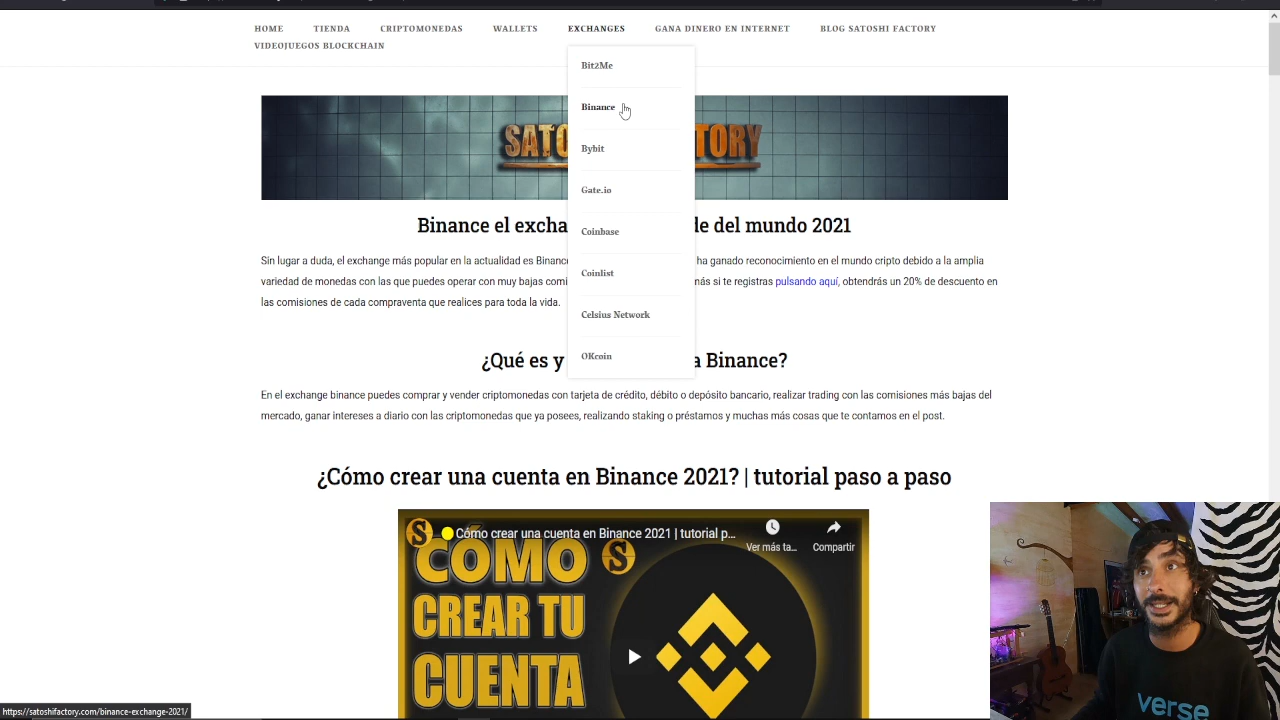 HOME TIENDA CRIPTOMONEDAS WALLETS EXCHANGES GANA DINERO EN INTERNET BLOG SATOSHI FACTORY
VIDEOJUEGOS BLOCKCHAIN
Bit2Me
Binance
Bybit
Gate.io
Coinbase
Coinlist
Celsius Network
OKcoin
SATO TORY
Binance el excha de del mundo 2021
Sin lugar a duda, el exchange más popular en la actualidad es Binanc ha ganado reconocimiento en el mundo cripto debido a la amplia
variedad de monedas con las que puedes operar con muy bajas comi más si te registras pulsando aquí, obtendrás un 20% de descuento en
las comisiones de cada compraventa que realices para toda la vida.
¿Qué es y a Binance?
En el exchange binance puedes comprar y vender criptomonedas con tarjeta de crédito, débito o depósito bancario, realizar trading con las comisiones más bajas del
mercado, ganar intereses a diario con las criptomonedas que ya posees, realizando staking o préstamos y muchas más cosas que te contamos en el post.
¿Cómo crear una cuenta en Binance 2021? | tutorial paso a paso
Cómo crear una cuenta en Binance 2021 | tutorial p...
Ver más ta...
Compartir
CÓMO
CREAR TU
CUENTA
verse
https://satoshifactory.com/binance-exchange-2021/